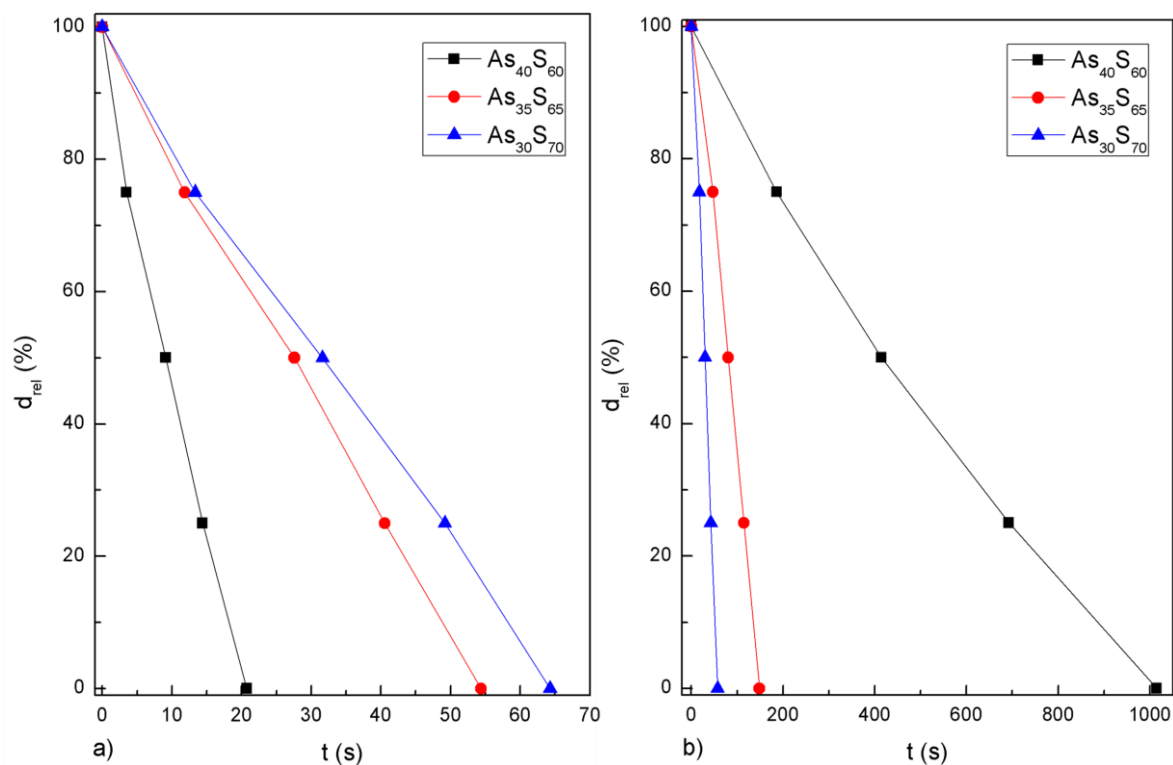 100
80
60
40
20
0
d_rel (%)
As₄₀S₆₀
As₃₅S₆₅
As₃₀S₇₀
0 10 20 30 40 50 60 70
a) t (s)
100
80
60
40
20
0
d_rel (%)
As₄₀S₆₀
As₃₅S₆₅
As₃₀S₇₀
0 200 400 600 800 1000
b) t (s)